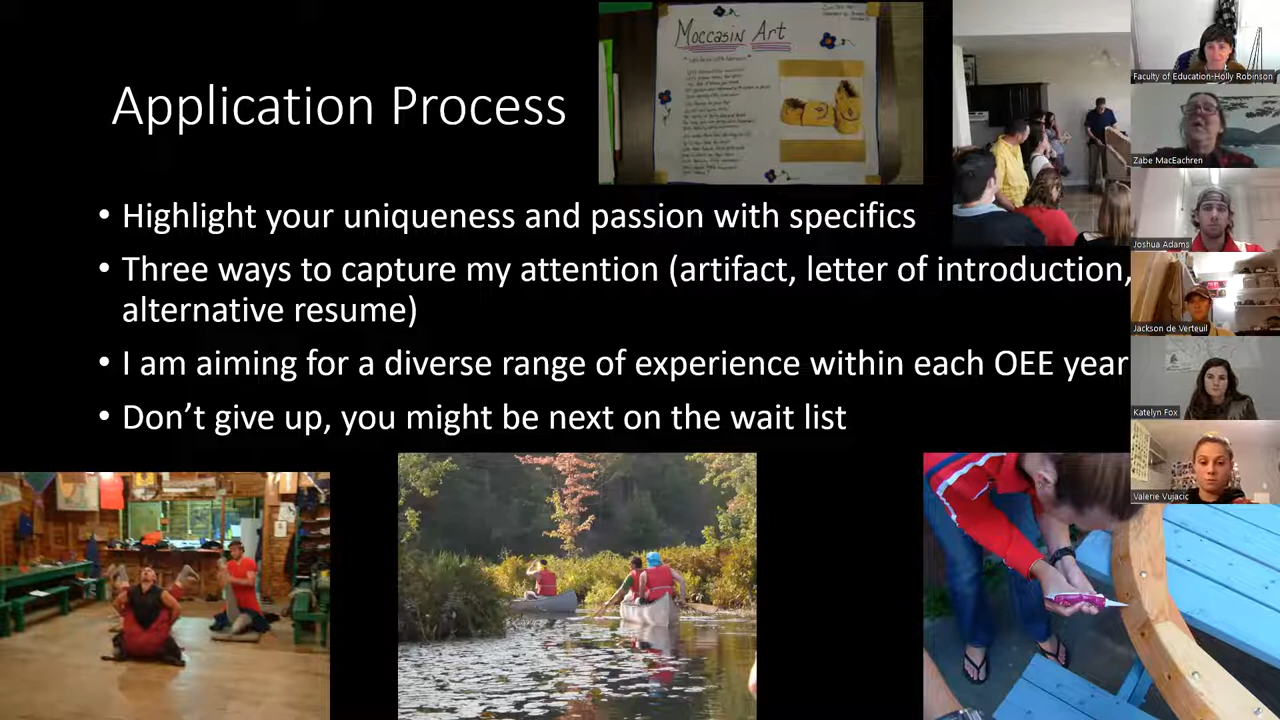 Moccasin Art
Application Process
• Highlight your uniqueness and passion with specifics
• Three ways to capture my attention (artifact, letter of introduction,
alternative resume)
• I am aiming for a diverse range of experience within each OEE year
• Don’t give up, you might be next on the wait list
Faculty of Education-Holly Robinson
Zabe MacEachren
Joshua Adams
Jackson de Verteuil
Katelyn Fox
Valerie Vujacic